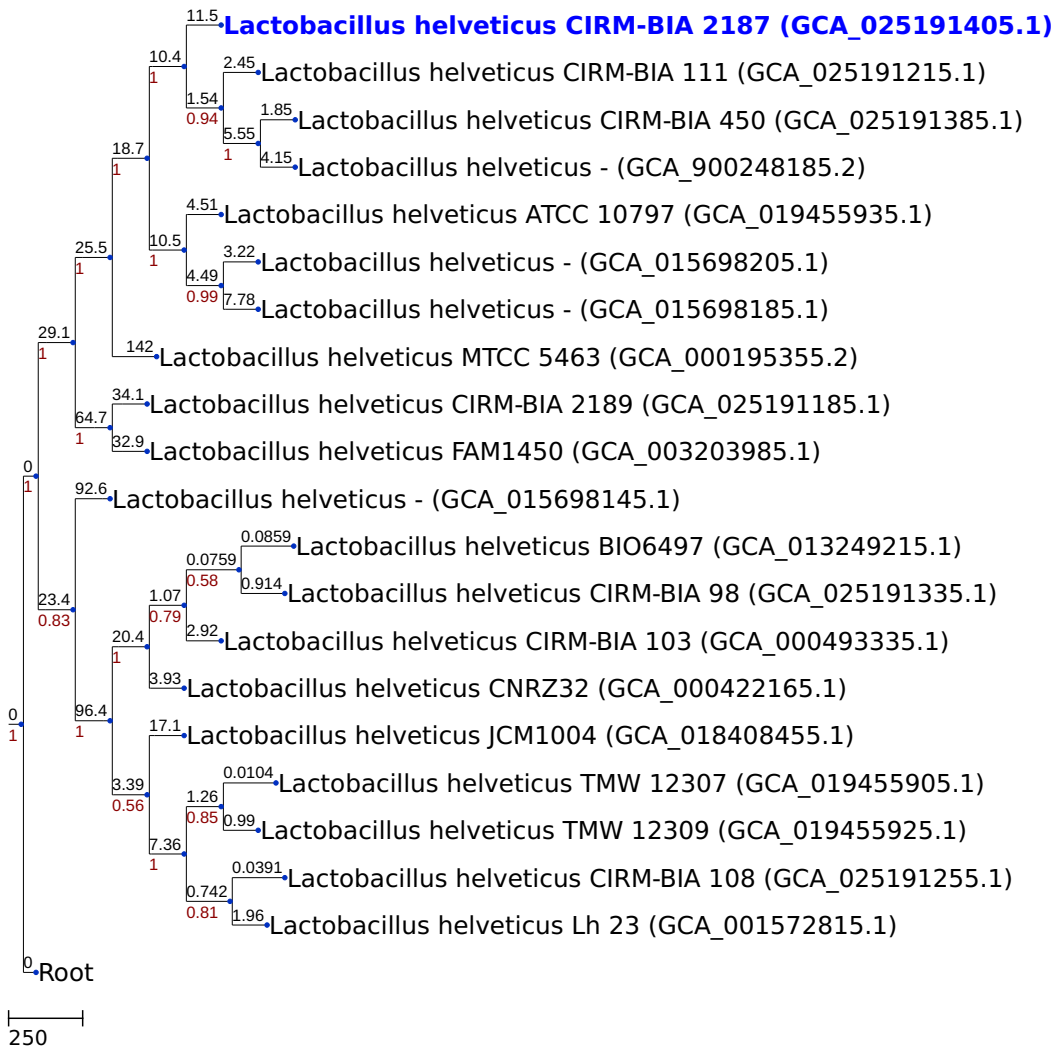 11.5
Lactobacillus helveticus CIRM-BIA 2187 (GCA_025191405.1)
10.4
1
2.45
Lactobacillus helveticus CIRM-BIA 111 (GCA_025191215.1)
1.54
0.94
1.85
Lactobacillus helveticus CIRM-BIA 450 (GCA_025191385.1)
5.55
1
18.7
1
4.15
Lactobacillus helveticus - (GCA_900248185.2)
4.51
Lactobacillus helveticus ATCC 10797 (GCA_019455935.1)
10.5
1
25.5
1
3.22
Lactobacillus helveticus - (GCA_015698205.1)
4.49
0.99
7.78
Lactobacillus helveticus - (GCA_015698185.1)
29.1
1
142
Lactobacillus helveticus MTCC 5463 (GCA_000195355.2)
34.1
Lactobacillus helveticus CIRM-BIA 2189 (GCA_025191185.1)
64.7
1
32.9
Lactobacillus helveticus FAM1450 (GCA_003203985.1)
0
1
92.6
Lactobacillus helveticus - (GCA_015698145.1)
0.0859
Lactobacillus helveticus BIO6497 (GCA_013249215.1)
0.0759
0.58
0.914
Lactobacillus helveticus CIRM-BIA 98 (GCA_025191335.1)
23.4
0.83
1.07
0.79
2.92
Lactobacillus helveticus CIRM-BIA 103 (GCA_000493335.1)
20.4
1
3.93
Lactobacillus helveticus CNRZ32 (GCA_000422165.1)
0
1
96.4
1
17.1
Lactobacillus helveticus JCM1004 (GCA_018408455.1)
3.39
0.56
0.0104
Lactobacillus helveticus TMW 12307 (GCA_019455905.1)
1.26
0.85
0.99
Lactobacillus helveticus TMW 12309 (GCA_019455925.1)
7.36
1
0.0391
Lactobacillus helveticus CIRM-BIA 108 (GCA_025191255.1)
0.742
0.81
1.96
Lactobacillus helveticus Lh 23 (GCA_001572815.1)
0
Root
250